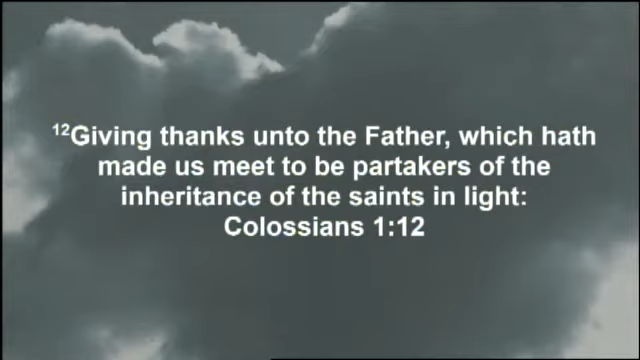 ¹²Giving thanks unto the Father, which hath
made us meet to be partakers of the
inheritance of the saints in light:
Colossians 1:12